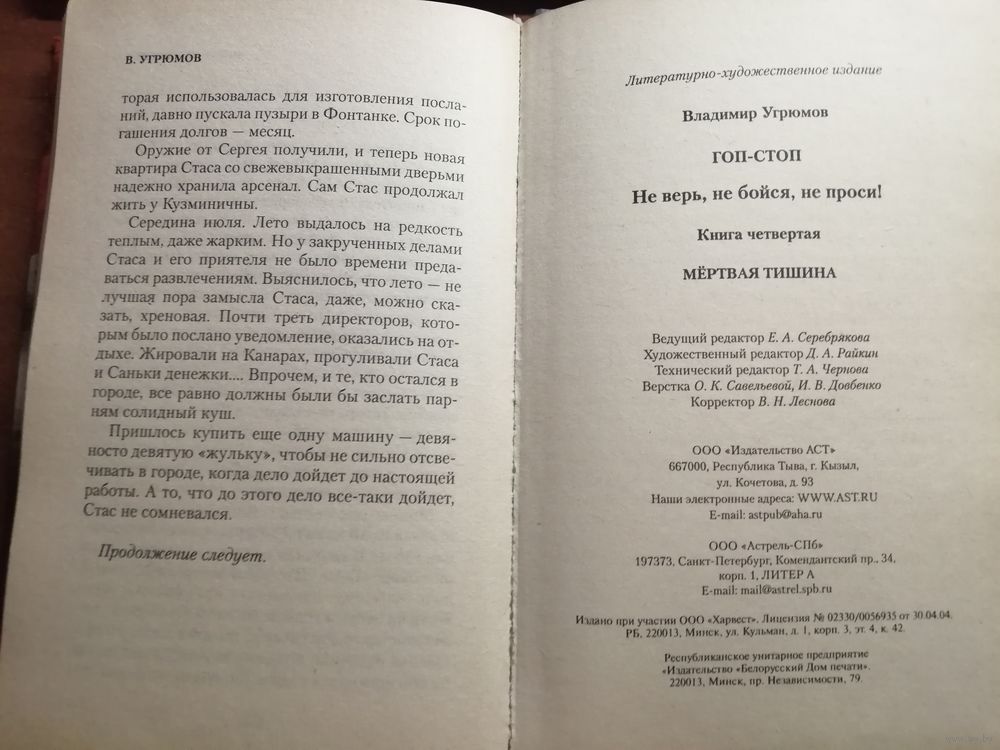 В. УГРЮМОВ
торая использовалась для изготовления посла-
ний, давно пускала пузыри в Фонтанке. Срок по-
гашения долгов — месяц.
Оружие от Сергея получили, и теперь новая
квартира Стаса со свежевыкрашенными дверьми
надежно хранила арсенал. Сам Стас продолжал
жить у Кузминичны.
Середина июля. Лето выдалось на редкость
теплым, даже жарким. Но у закрученных делами
Стаса и его приятеля не было времени преда-
ваться развлечениям. Выяснилось, что лето — не
лучшая пора замысла Стаса, даже, можно ска-
зать, хреновая. Почти треть директоров, кото-
рым было послано уведомление, оказались на от-
дыхе. Жировали на Канарах, прогуливали Стаса
и Саньки денежки.... Впрочем, и те, кто остался в
городе, все равно должны были бы заслать пар-
ням солидный куш.
Пришлось купить еще одну машину — девя-
носто девятую «жульку», чтобы не сильно отсве-
чивать в городе, когда дело дойдет до настоящей
работы. А то, что до этого дело все-таки дойдет,
Стас не сомневался.
Продолжение следует.
Литературно-художественное издание
Владимир Угрюмов
ГОП-СТОП
Не верь, не бойся, не проси!
Книга четвертая
МЁРТВАЯ ТИШИНА
Ведущий редактор Е. А. Серебрякова
Художественный редактор Д. А. Райкин
Технический редактор Т. А. Чернова
Верстка О. К. Савельевой, И. В. Довбенко
Корректор В. Н. Леснова
ООО «Издательство АСТ»
667000, Республика Тыва, г. Кызыл,
ул. Кочетова, д. 93
Наши электронные адреса: WWW.AST.RU
E-mail: astpub@aha.ru
ООО «Астрель-СПб»
197373, Санкт-Петербург, Комендантский пр., 34,
корп. 1, ЛИТЕР А
E-mail: mail@astrel.spb.ru
Издано при участии ООО «Харвест». Лицензия № 02330/0056935 от 30.04.04.
РБ, 220013, Минск, ул. Кульман, д. 1, корп. 3, эт. 4, к. 42.
Республиканское унитарное предприятие
«Издательство «Белорусский Дом печати».
220013, Минск, пр. Независимости, 79.